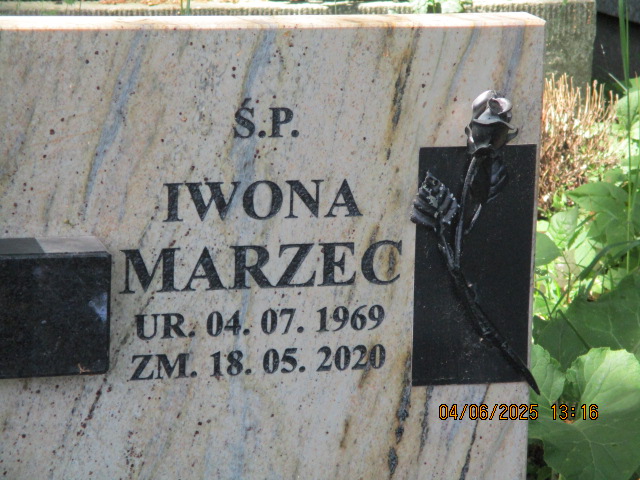 Ś.P.
IWONA
MARZEC
UR. 04. 07. 1969
ZM. 18. 05. 2020
04/06/2025 13:16